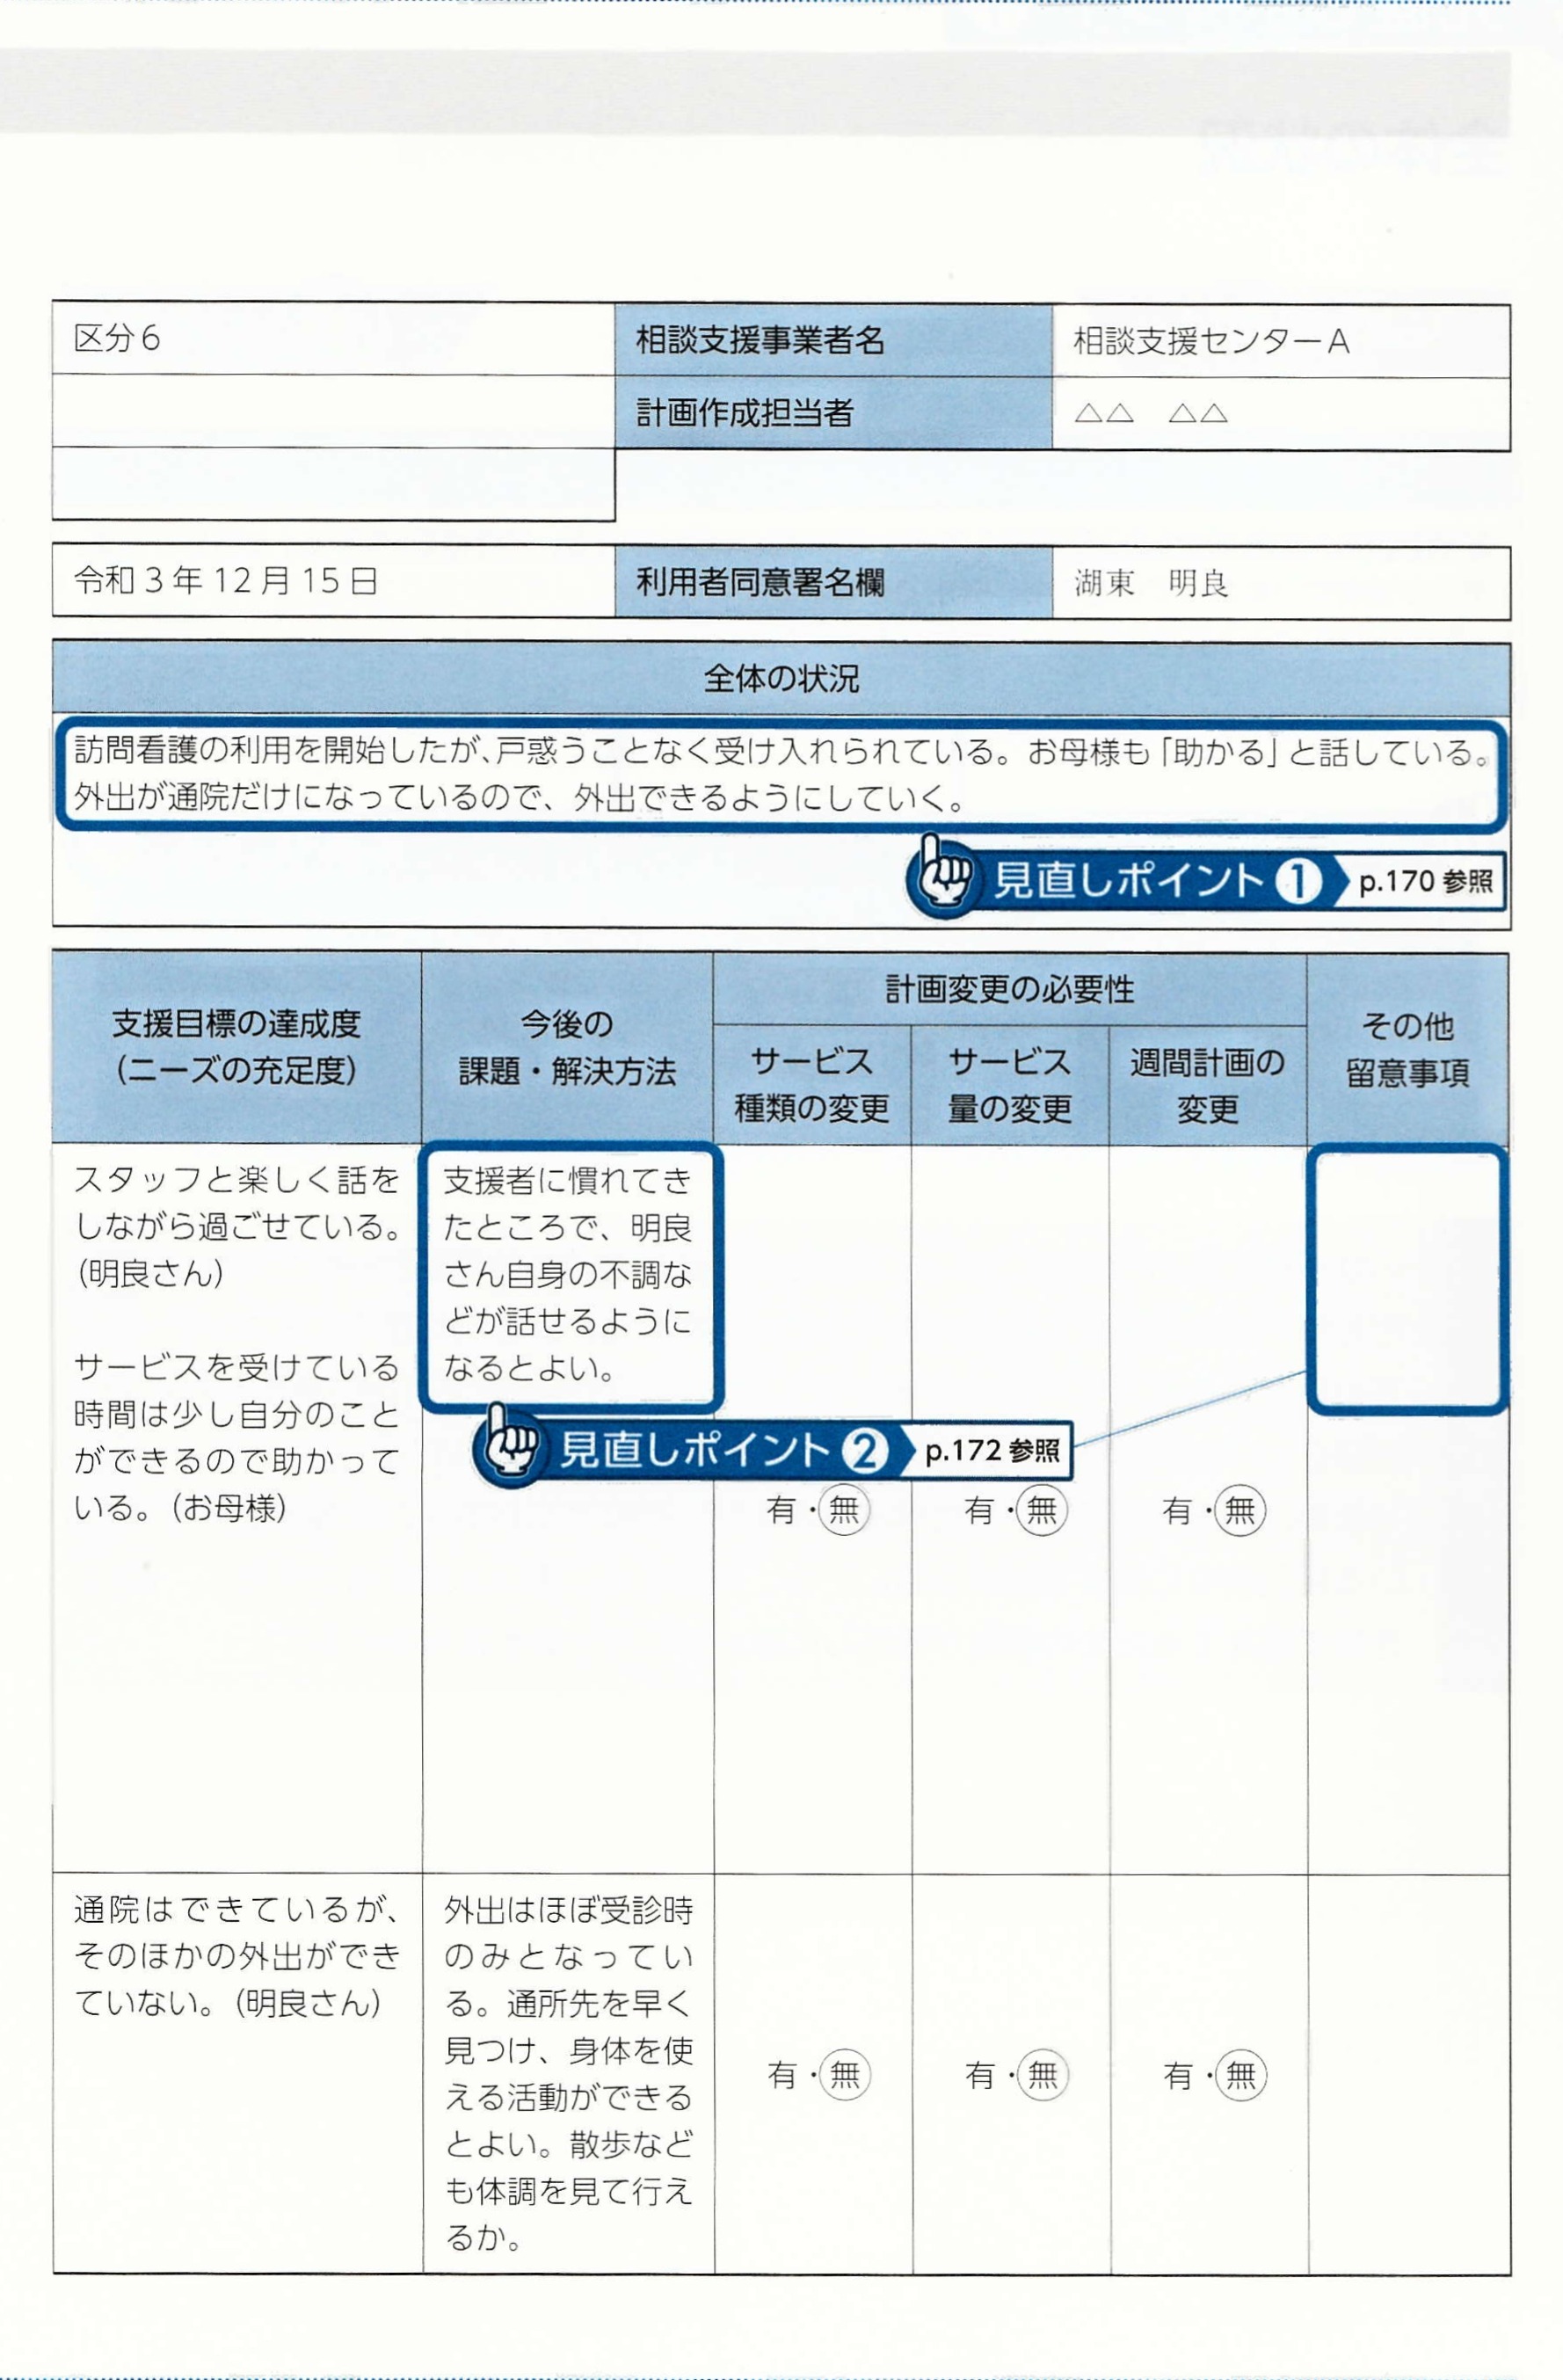 区分6
相談支援事業者名
相談支援センターA
計画作成担当者
△△　△△
令和3年12月15日
利用者同意署名欄
湖東　明良
全体の状況
訪問看護の利用を開始したが、戸惑うことなく受け入れられている。お母様も「助かる」と話している。
外出が通院だけになっているので、外出できるようにしていく。
見直しポイント❶ p.170 参照
支援目標の達成度
（ニーズの充足度）
今後の
課題・解決方法
計画変更の必要性
サービス
種類の変更
サービス
量の変更
週間計画の
変更
その他
留意事項
スタッフと楽しく話を
しながら過ごせている。
（明良さん）
サービスを受けている
時間は少し自分のこと
ができるので助かって
いる。（お母様）
支援者に慣れてき
たところで、明良
さん自身の不調な
どが話せるように
なるとよい。
見直しポイント❷ p.172 参照
有・無
有・無
有・無
通院はできているが、
そのほかの外出ができ
ていない。（明良さん）
外出はほぼ受診時
のみとなってい
る。通所先を早く
見つけ、身体を使
える活動ができる
とよい。散歩など
も体調を見て行え
るか。
有・無
有・無
有・無